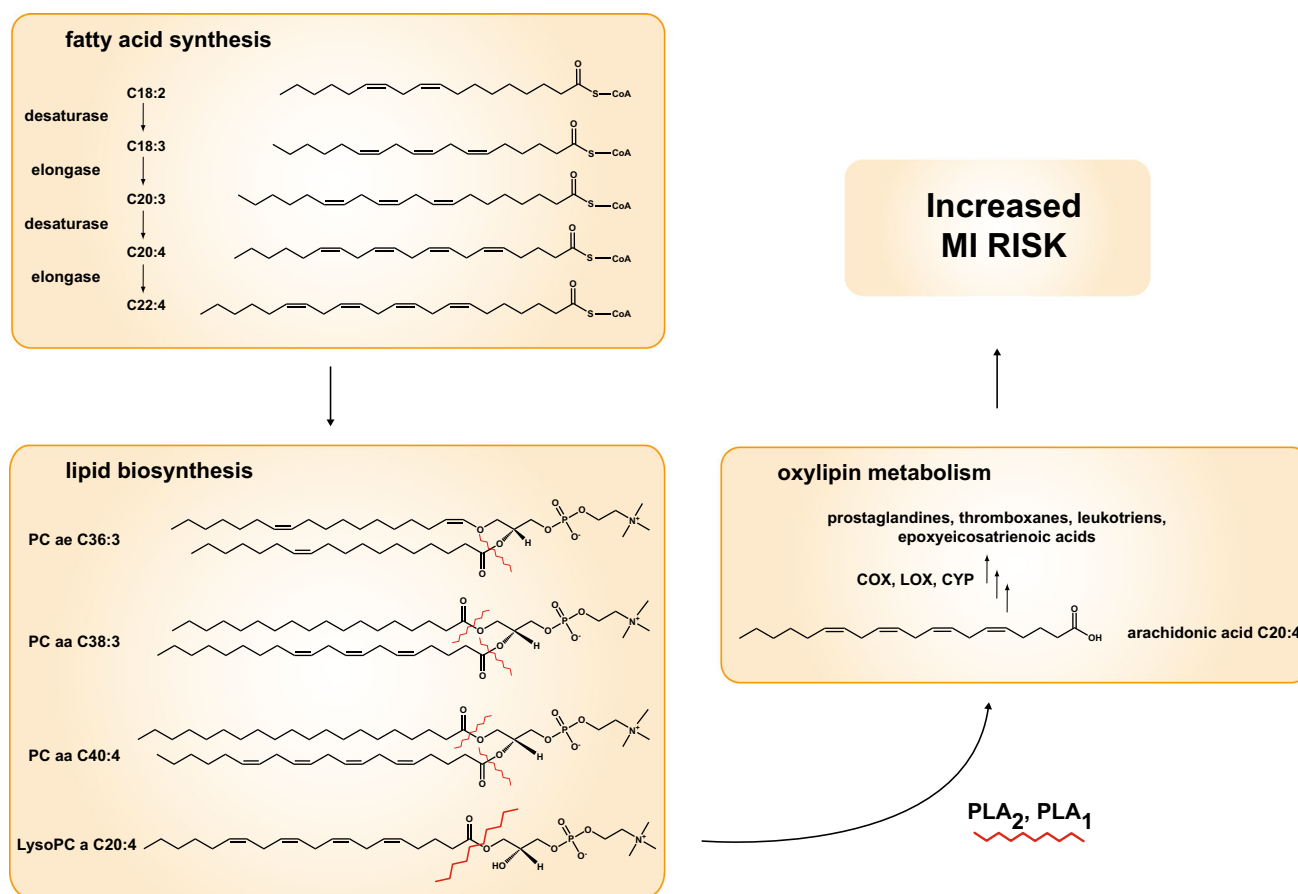 fatty acid synthesis
C18:2
desaturase
C18:3
elongase
C20:3
desaturase
C20:4
elongase
C22:4
O
S—CoA
O
S—CoA
O
S—CoA
O
S—CoA
O
S—CoA
Increased
MI RISK
lipid biosynthesis
PC ae C36:3
O O O P O O⁻ O N⁺ H O
PC aa C38:3
O O O O P O O⁻ O N⁺ H O
PC aa C40:4
O O O O P O O⁻ O N⁺ H O
LysoPC a C20:4
O O HO H O P O O⁻ O N⁺
oxylipin metabolism
prostaglandines, thromboxanes, leukotriens,
epoxyeicosatrienoic acids
COX, LOX, CYP
O
OH
arachidonic acid C20:4
PLA₂, PLA₁